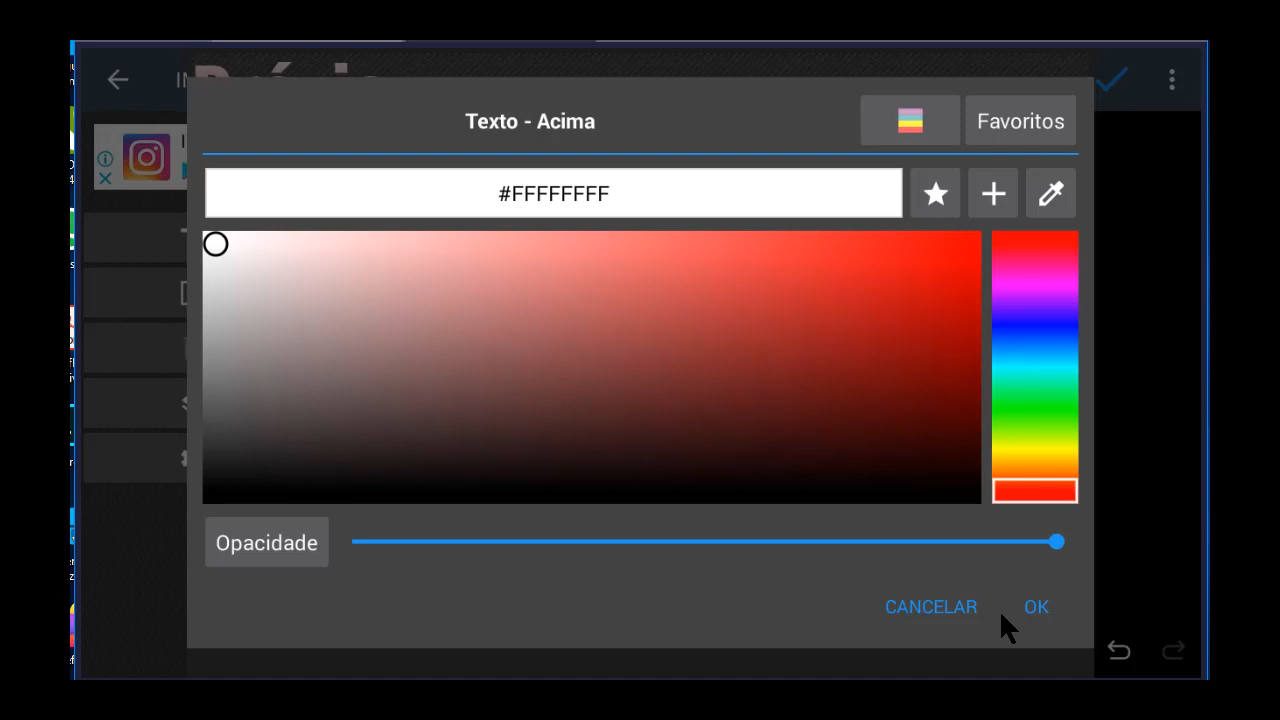 Texto - Acima
Favoritos
#FFFFFFFF
Opacidade
CANCELAR
OK